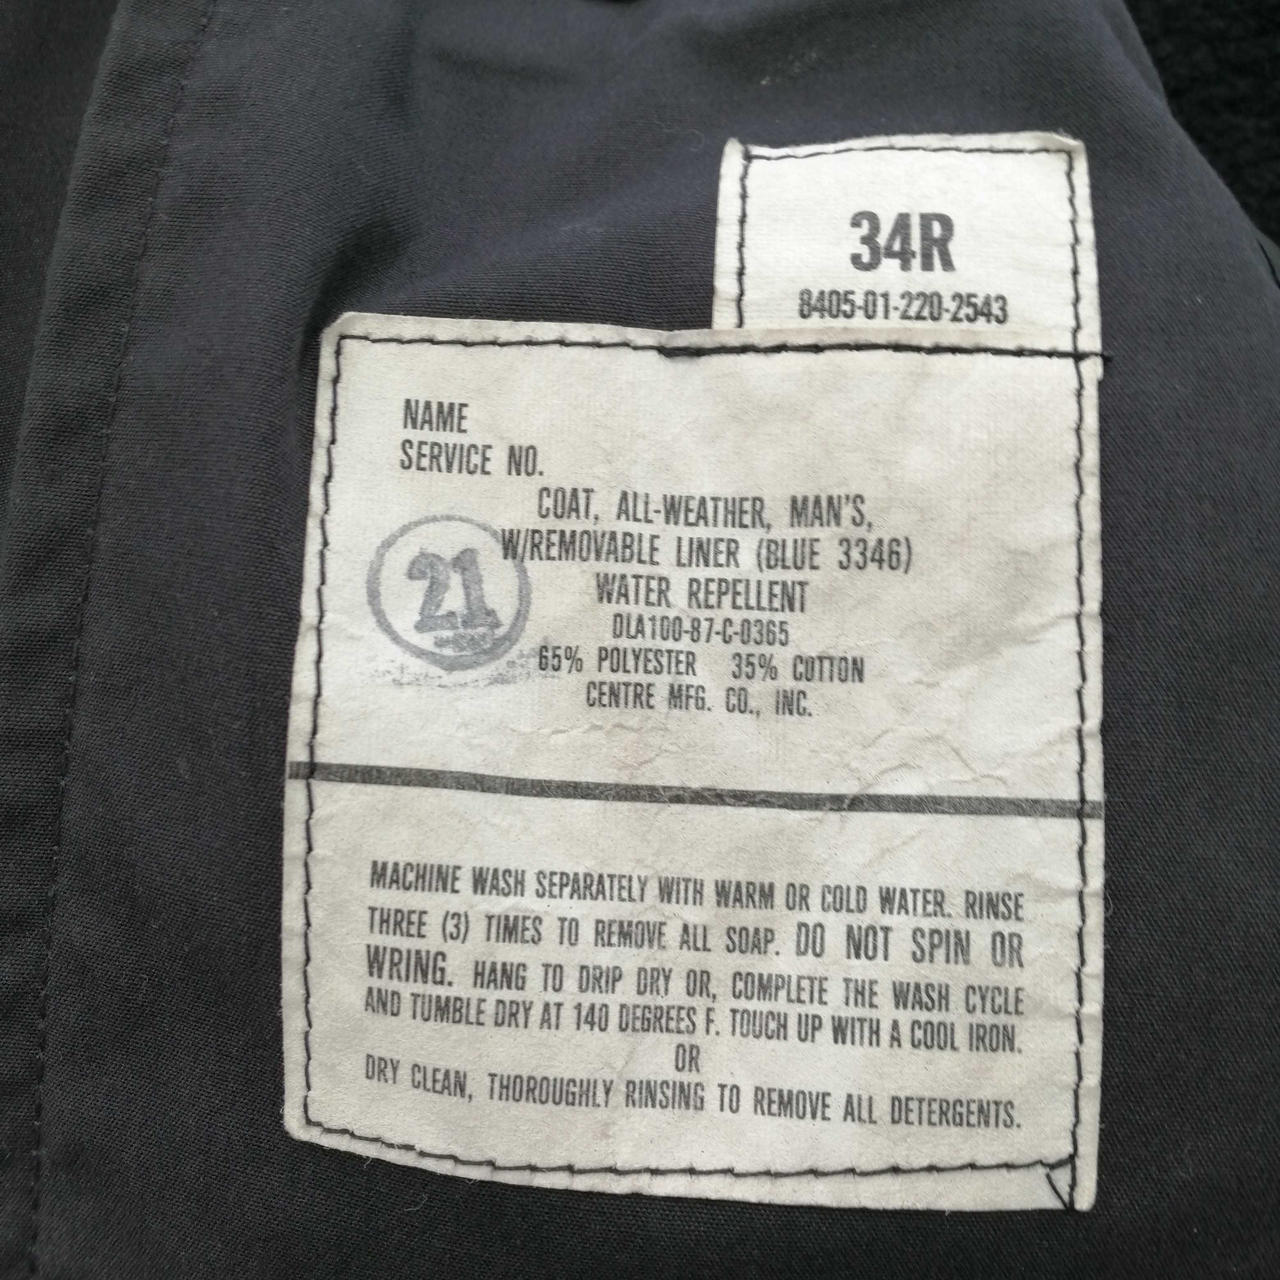 34R
8405-01-220-2543
NAME
SERVICE NO.
COAT, ALL-WEATHER, MAN'S,
W/REMOVABLE LINER (BLUE 3346)
WATER REPELLENT
DLA100-87-C-0365
65% POLYESTER 35% COTTON
CENTRE MFG. CO., INC.
21
MACHINE WASH SEPARATELY WITH WARM OR COLD WATER. RINSE
THREE (3) TIMES TO REMOVE ALL SOAP. DO NOT SPIN OR
WRING. HANG TO DRIP DRY OR, COMPLETE THE WASH CYCLE
AND TUMBLE DRY AT 140 DEGREES F. TOUCH UP WITH A COOL IRON.
OR
DRY CLEAN, THOROUGHLY RINSING TO REMOVE ALL DETERGENTS.